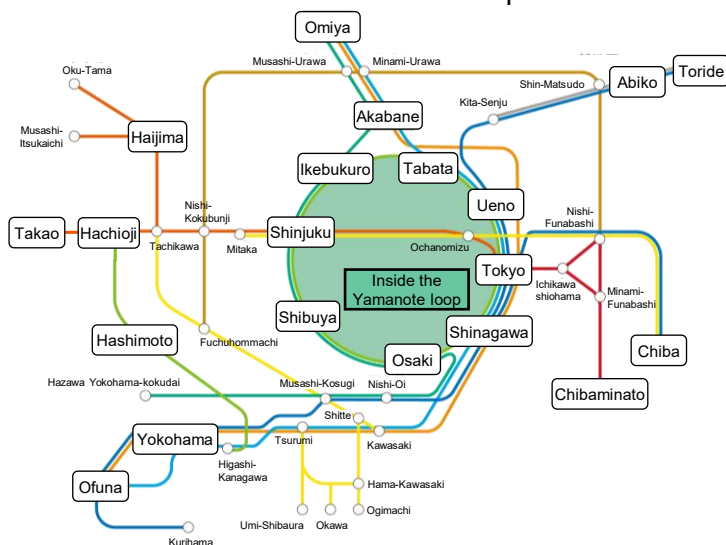 Omiya
Musashi-Urawa
Minami-Urawa
Oku-Tama
Shin-Matsudo
Abiko
Toride
Kita-Senju
Akabane
Musashi-
Itsukaichi
Haijima
Ikebukuro
Tabata
Ueno
Nishi-
Kokubunji
Nishi-
Funabashi
Takao
Hachioji
Tachikawa
Mitaka
Shinjuku
Ochanomizu
Tokyo
Ichikawa
shiohama
Minami-
Funabashi
Inside the
Yamanote loop
Shibuya
Shinagawa
Fuchuhommachi
Hashimoto
Osaki
Chiba
Hazawa Yokohama-kokudai
Musashi-Kosugi
Nishi-Oi
Chibaminato
Shitte
Yokohama
Tsurumi
Kawasaki
Higashi-
Kanagawa
Ofuna
Hama-Kawasaki
Umi-Shibaura
Okawa
Ogimachi
Kurihama